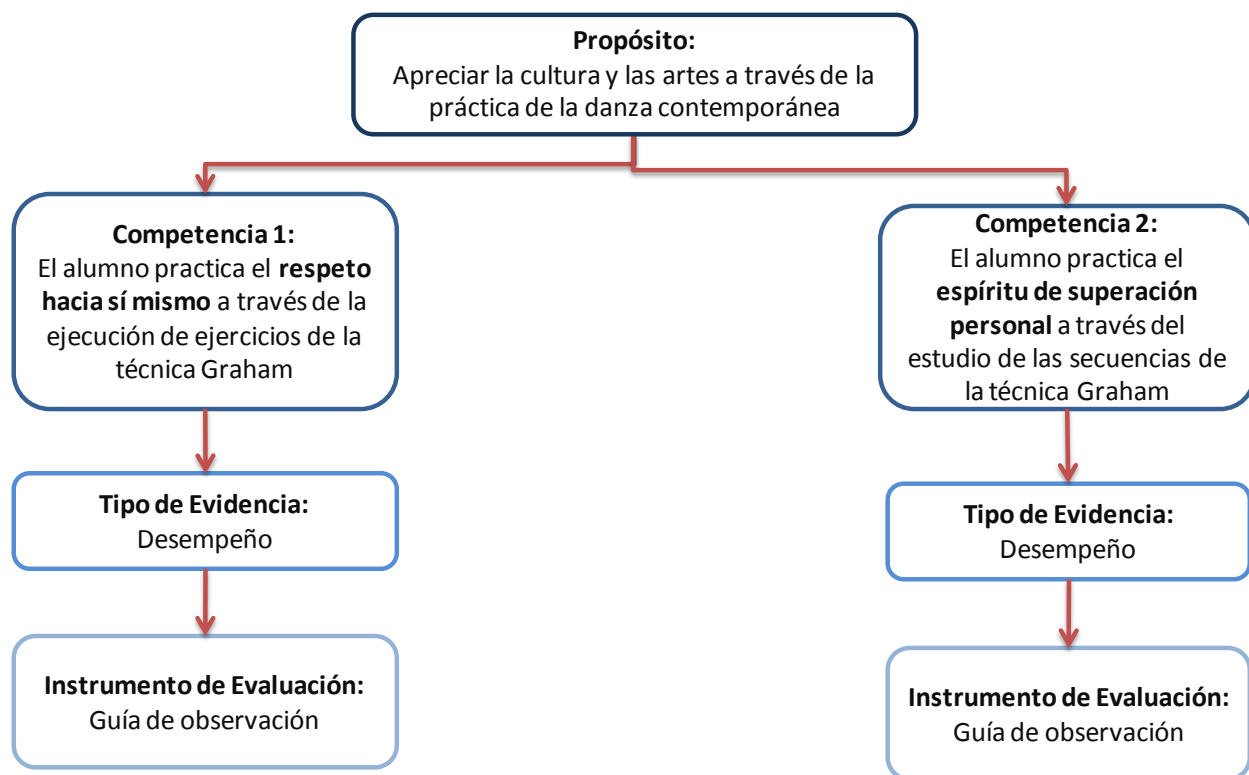 Propósito:
Apreciar la cultura y las artes a través de la
práctica de la danza contemporánea
Competencia 1:
El alumno practica el respeto
hacia sí mismo a través de la
ejecución de ejercicios de la
técnica Graham
Competencia 2:
El alumno practica el
espíritu de superación
personal a través del
estudio de las secuencias de
la técnica Graham
Tipo de Evidencia:
Desempeño
Tipo de Evidencia:
Desempeño
Instrumento de Evaluación:
Guía de observación
Instrumento de Evaluación:
Guía de observación